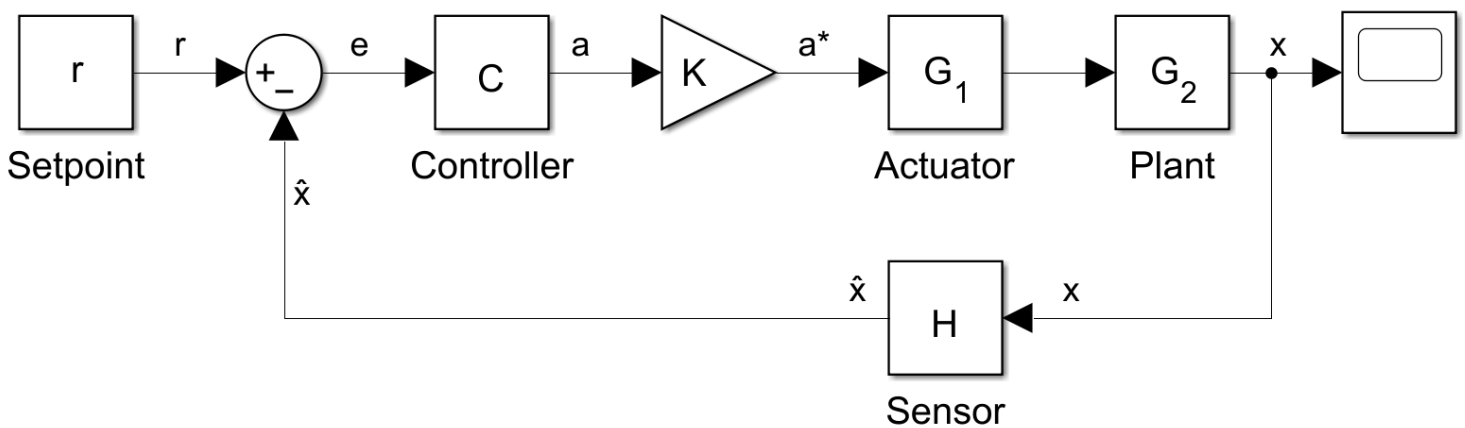 r
r
+
−
e
C
a
K
a*
G₁
G₂
x
Setpoint
Controller
Actuator
Plant
x̂
x̂
H
x
Sensor